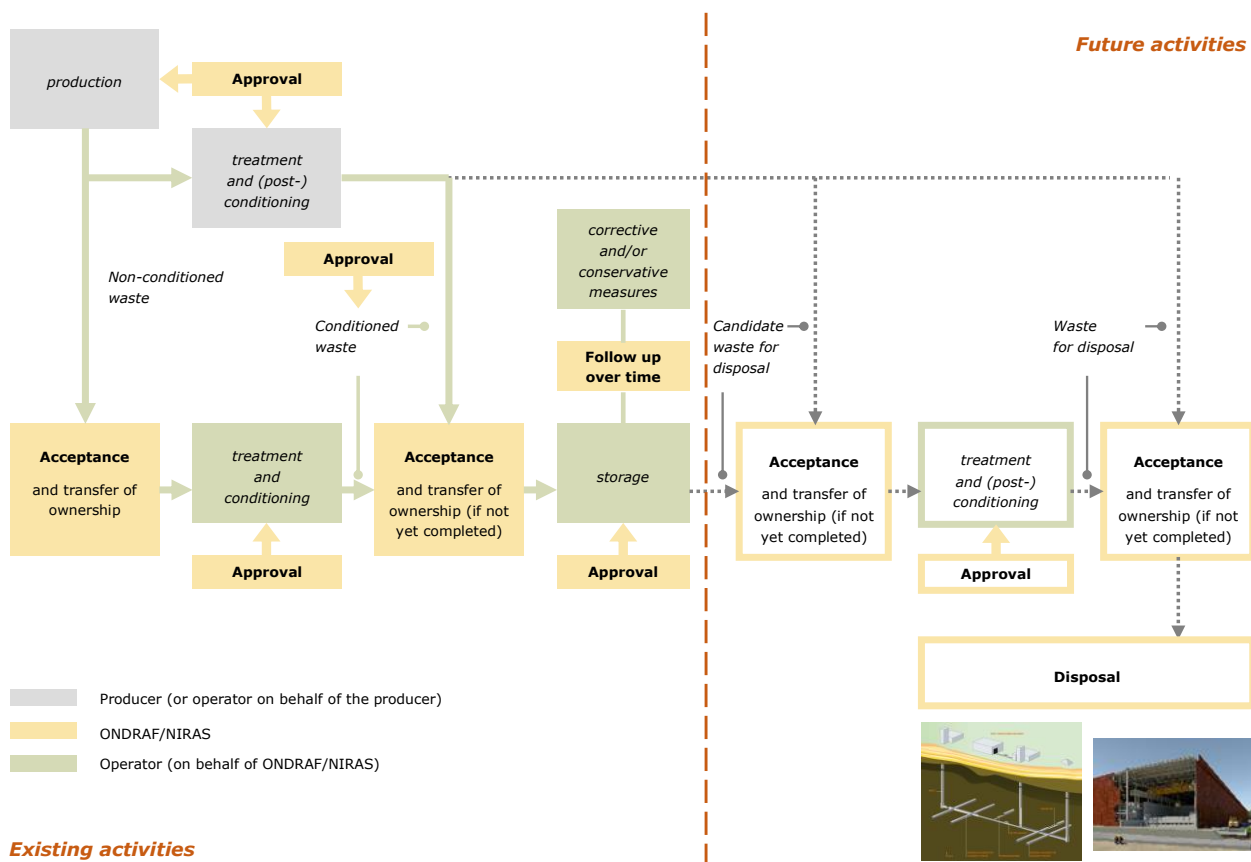 Future activities
production
Approval
treatment
and (post-)
conditioning
Non-conditioned
waste
Approval
Conditioned
waste
corrective
and/or
conservative
measures
Follow up
over time
Candidate
waste for
disposal
Waste
for disposal
Acceptance
and transfer of
ownership
treatment
and
conditioning
Acceptance
and transfer of
ownership (if not
yet completed)
storage
Acceptance
and transfer of
ownership (if not
yet completed)
treatment
and (post-)
conditioning
Acceptance
and transfer of
ownership (if not
yet completed)
Approval
Approval
Approval
Disposal
Producer (or operator on behalf of the producer)
ONDRAF/NIRAS
Operator (on behalf of ONDRAF/NIRAS)
Existing activities